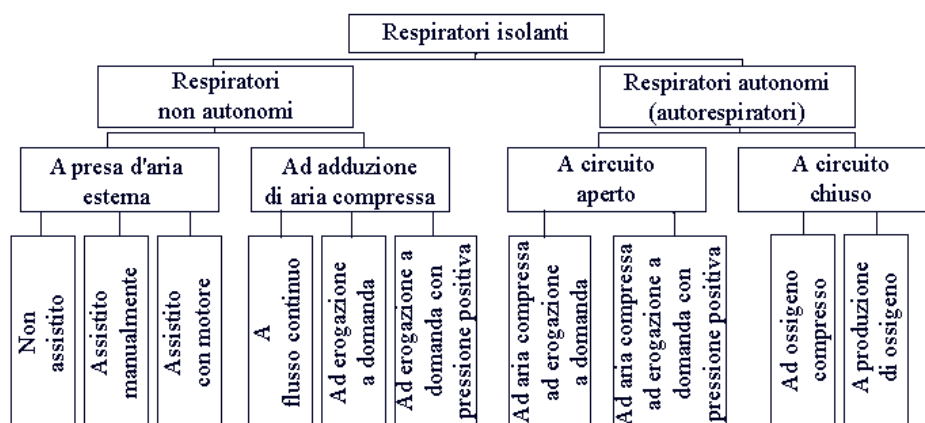 Respiratori isolanti
Respiratori
non autonomi
Respiratori autonomi
(autorespiratori)
A presa d'aria
esterna
Ad adduzione
di aria compressa
A circuito
aperto
A circuito
chiuso
Non
assistito
Assistito
manualmente
Assistito
con motore
A
flusso continuo
Ad erogazione
a domanda
Ad erogazione a
domanda con
pressione positiva
Ad aria compressa
ad erogazione
a domanda
Ad aria compressa
ad erogazione a
domanda con
pressione positiva
Ad ossigeno
compresso
A produzione
di ossigeno